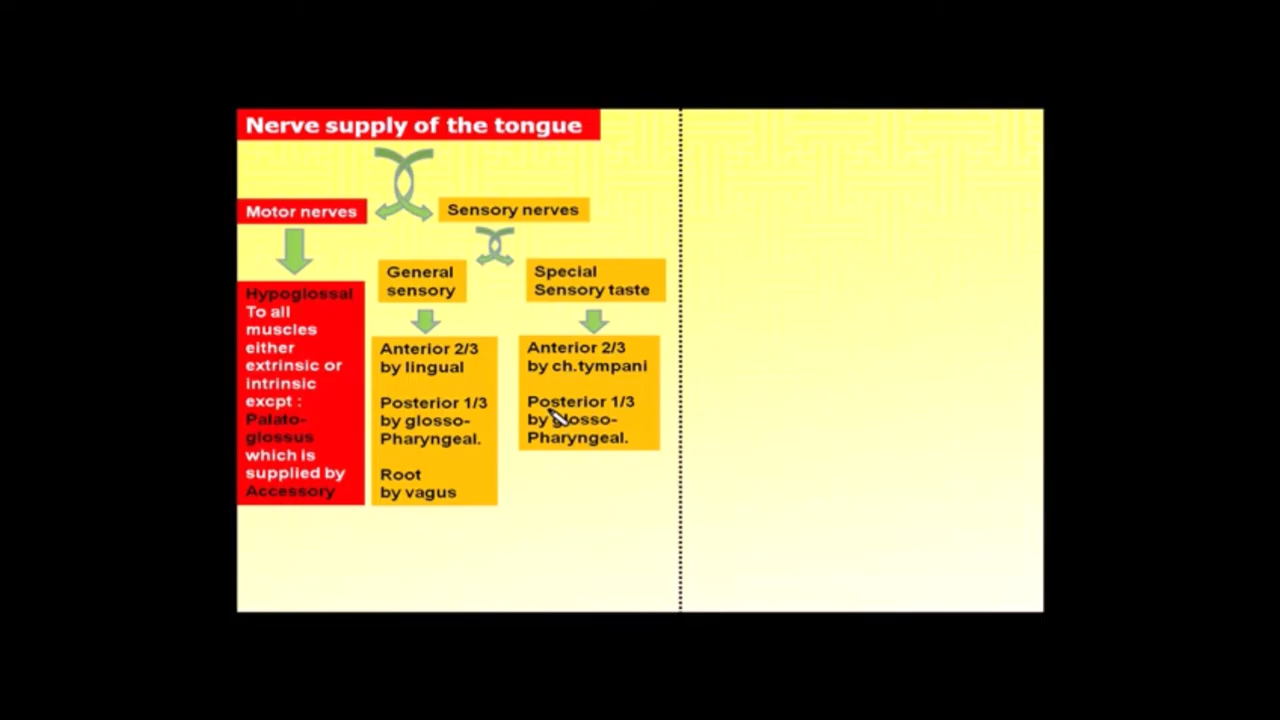 Nerve supply of the tongue
Motor nerves
Sensory nerves
General
sensory
Special
Sensory taste
Hypoglossal
To all
muscles
either
extrinsic or
intrinsic
excpt :
Palato-
glossus
which is
supplied by
Accessory
Anterior 2/3
by lingual
Posterior 1/3
by glosso-
Pharyngeal.
Root
by vagus
Anterior 2/3
by ch.tympani
Posterior 1/3
by glosso-
Pharyngeal.